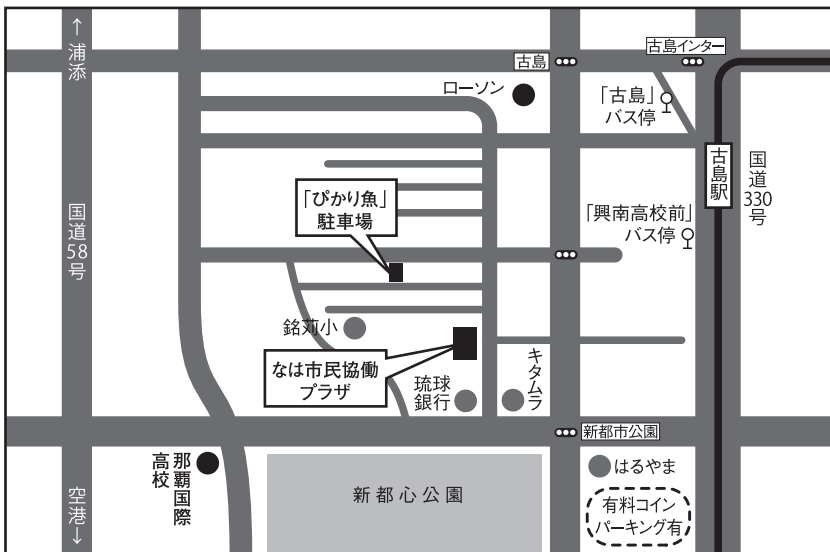 ↑浦添
古島
古島インター
ローソン
「古島」
バス停
古島駅
国道330号
「ぴかり魚」
駐車場
「興南高校前」
バス停
国道58号
銘苅小
なは市民協働
プラザ
琉球
銀行
キタムラ
新都市公園
那覇国際
高校
新都心公園
はるやま
有料コイン
パーキング有
空港↓